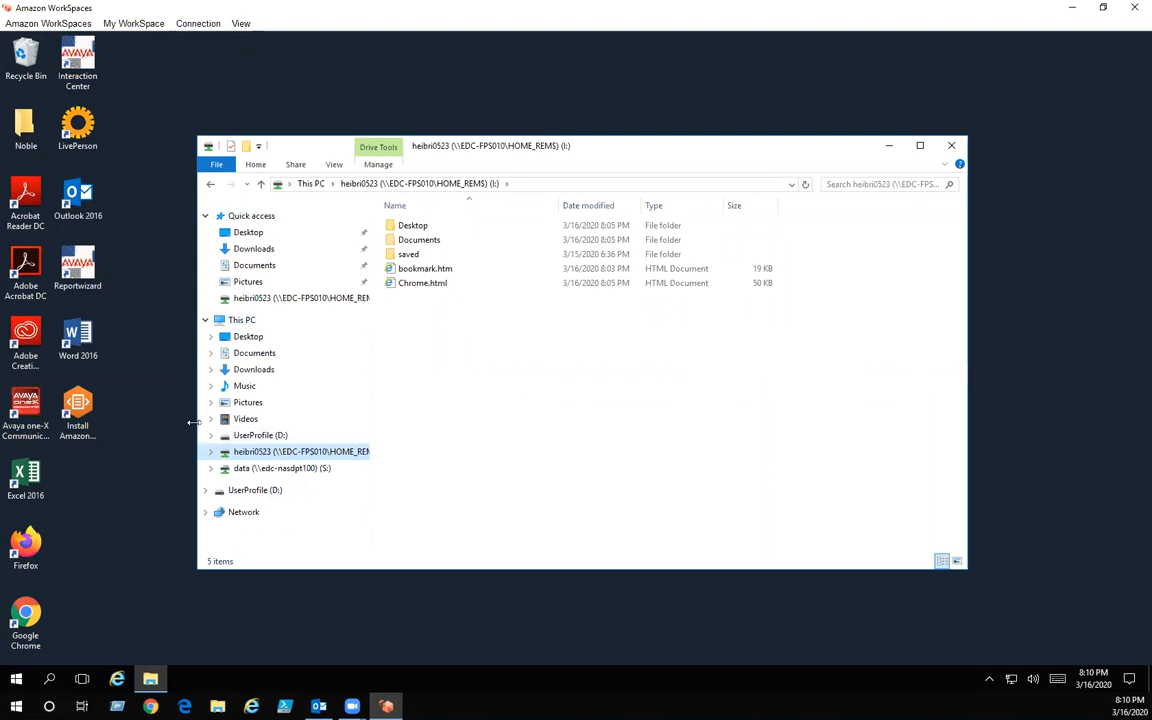 Amazon WorkSpaces
Amazon WorkSpaces My WorkSpace Connection View
Recycle Bin
AVAYA
Interaction
Center
Noble
LivePerson
Acrobat
Reader DC
Outlook 2016
Adobe
Acrobat DC
AVAYA
Reportwizard
Adobe
Creati...
Word 2016
AVAYA
one-X
Avaya one-X
Communic...
Install
Amazon...
Excel 2016
Firefox
Google
Chrome
Drive Tools
heibri0523 (\\EDC-FPS010\HOME_REMS) (I:)
File Home Share View Manage
This PC > heibri0523 (\\EDC-FPS010\HOME_REMS) (I:) >
Search heibri0523 (\\EDC-FPS...
Quick access
Desktop
Downloads
Documents
Pictures
heibri0523 (\\EDC-FPS010\HOME_REM
This PC
Desktop
Documents
Downloads
Music
Pictures
Videos
UserProfile (D:)
heibri0523 (\\EDC-FPS010\HOME_REM
data (\\edc-nasdpt100) (S:)
UserProfile (D:)
Network
Name Date modified Type Size
Desktop 3/16/2020 8:05 PM File folder
Documents 3/16/2020 8:05 PM File folder
saved 3/15/2020 6:36 PM File folder
bookmark.htm 3/16/2020 8:03 PM HTML Document 19 KB
Chrome.html 3/16/2020 8:05 PM HTML Document 50 KB
5 items
8:10 PM
3/16/2020
8:10 PM
3/16/2020